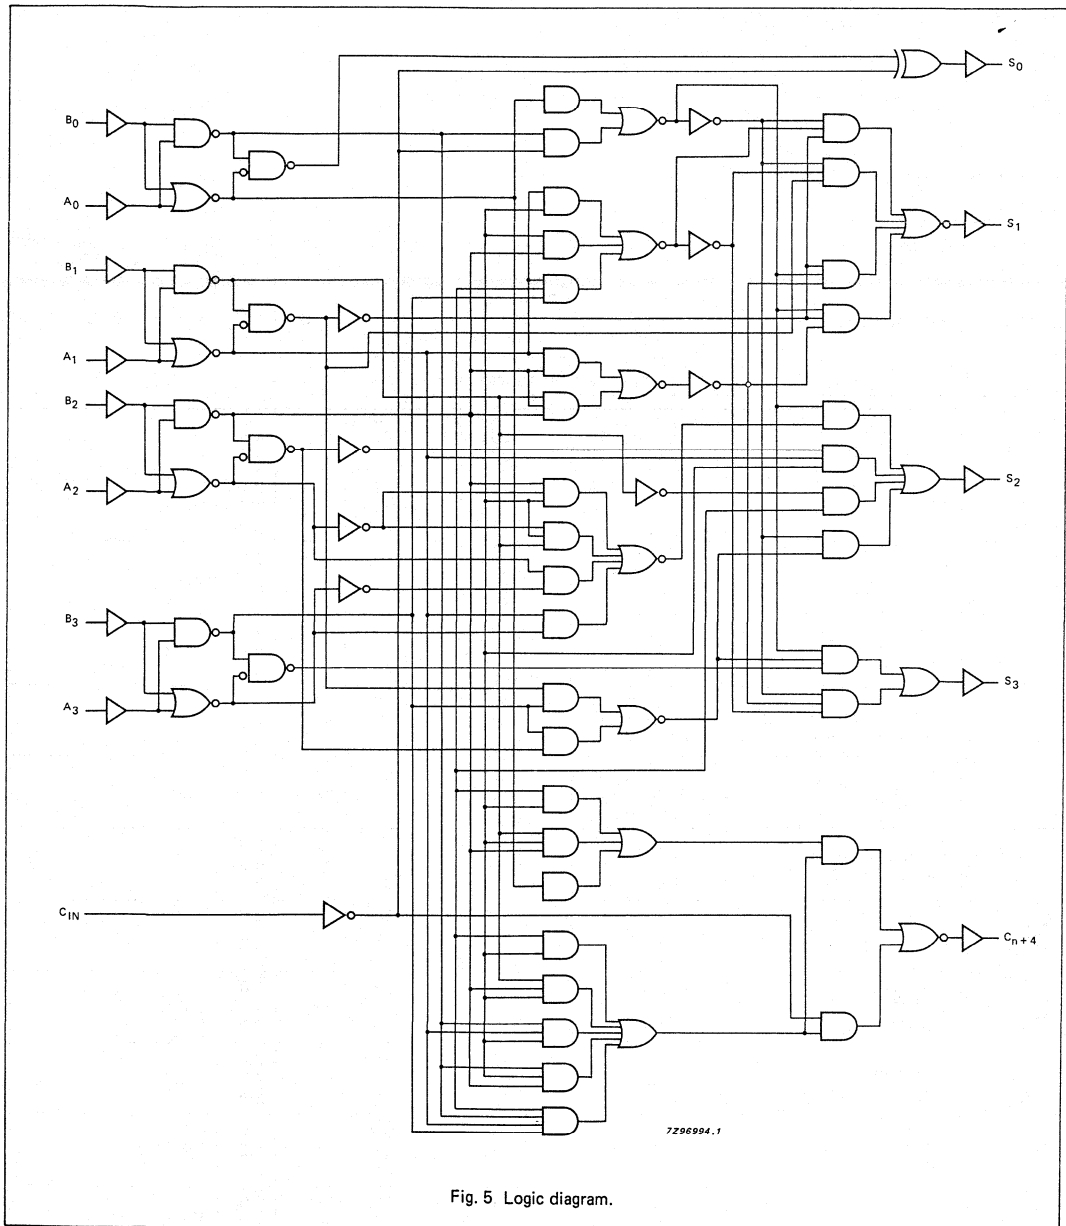 S0
B0
A0
S1
B1
A1
B2
S2
A2
B3
S3
A3
CIN
Cn+4
7Z96994.1
Fig. 5 Logic diagram.